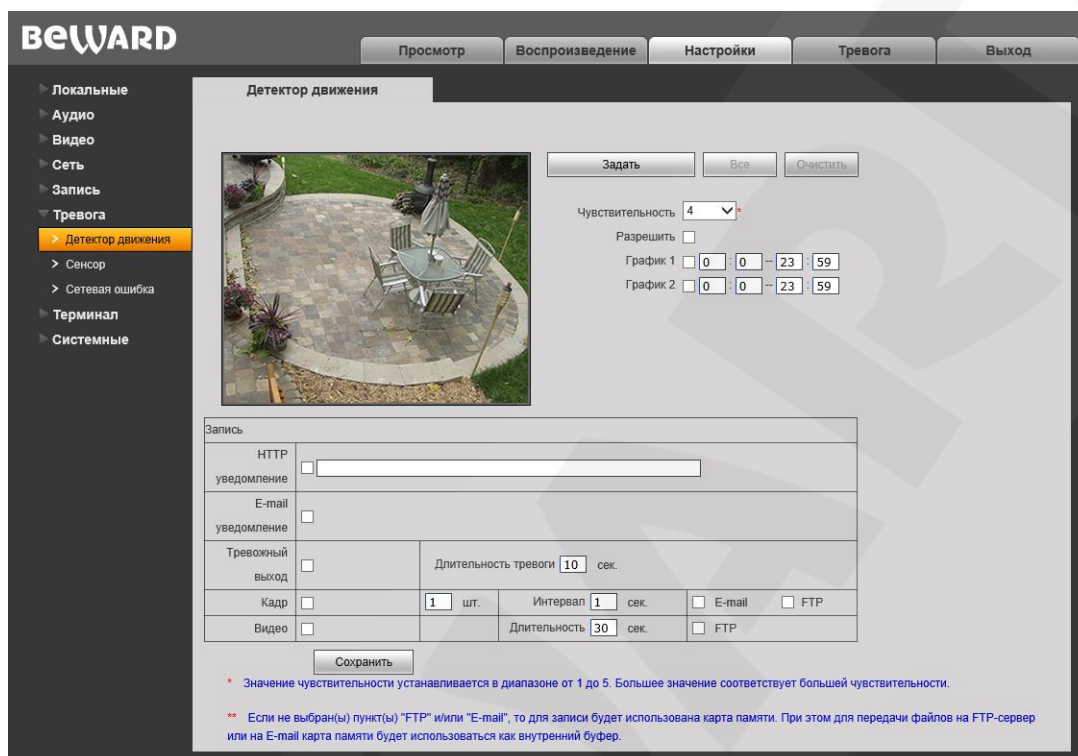 BEWARD
Просмотр Воспроизведение Настройки Тревога Выход
Локальные
Аудио
Видео
Сеть
Запись
Тревога
> Детектор движения
> Сенсор
> Сетевая ошибка
Терминал
Системные
Детектор движения
Задать Все Очистить
Чувствительность 4 *
Разрешить
График 1 0 : 0 -- 23 : 59
График 2 0 : 0 -- 23 : 59
Запись
HTTP
уведомление
E-mail
уведомление
Тревожный
выход
Длительность тревоги 10 сек.
Кадр 1 шт. Интервал 1 сек. E-mail FTP
Видео Длительность 30 сек. FTP
Сохранить
* Значение чувствительности устанавливается в диапазоне от 1 до 5. Большее значение соответствует большей чувствительности.
** Если не выбран(ы) пункт(ы) "FTP" и/или "E-mail", то для записи будет использована карта памяти. При этом для передачи файлов на FTP-сервер
или на E-mail карта памяти будет использоваться как внутренний буфер.